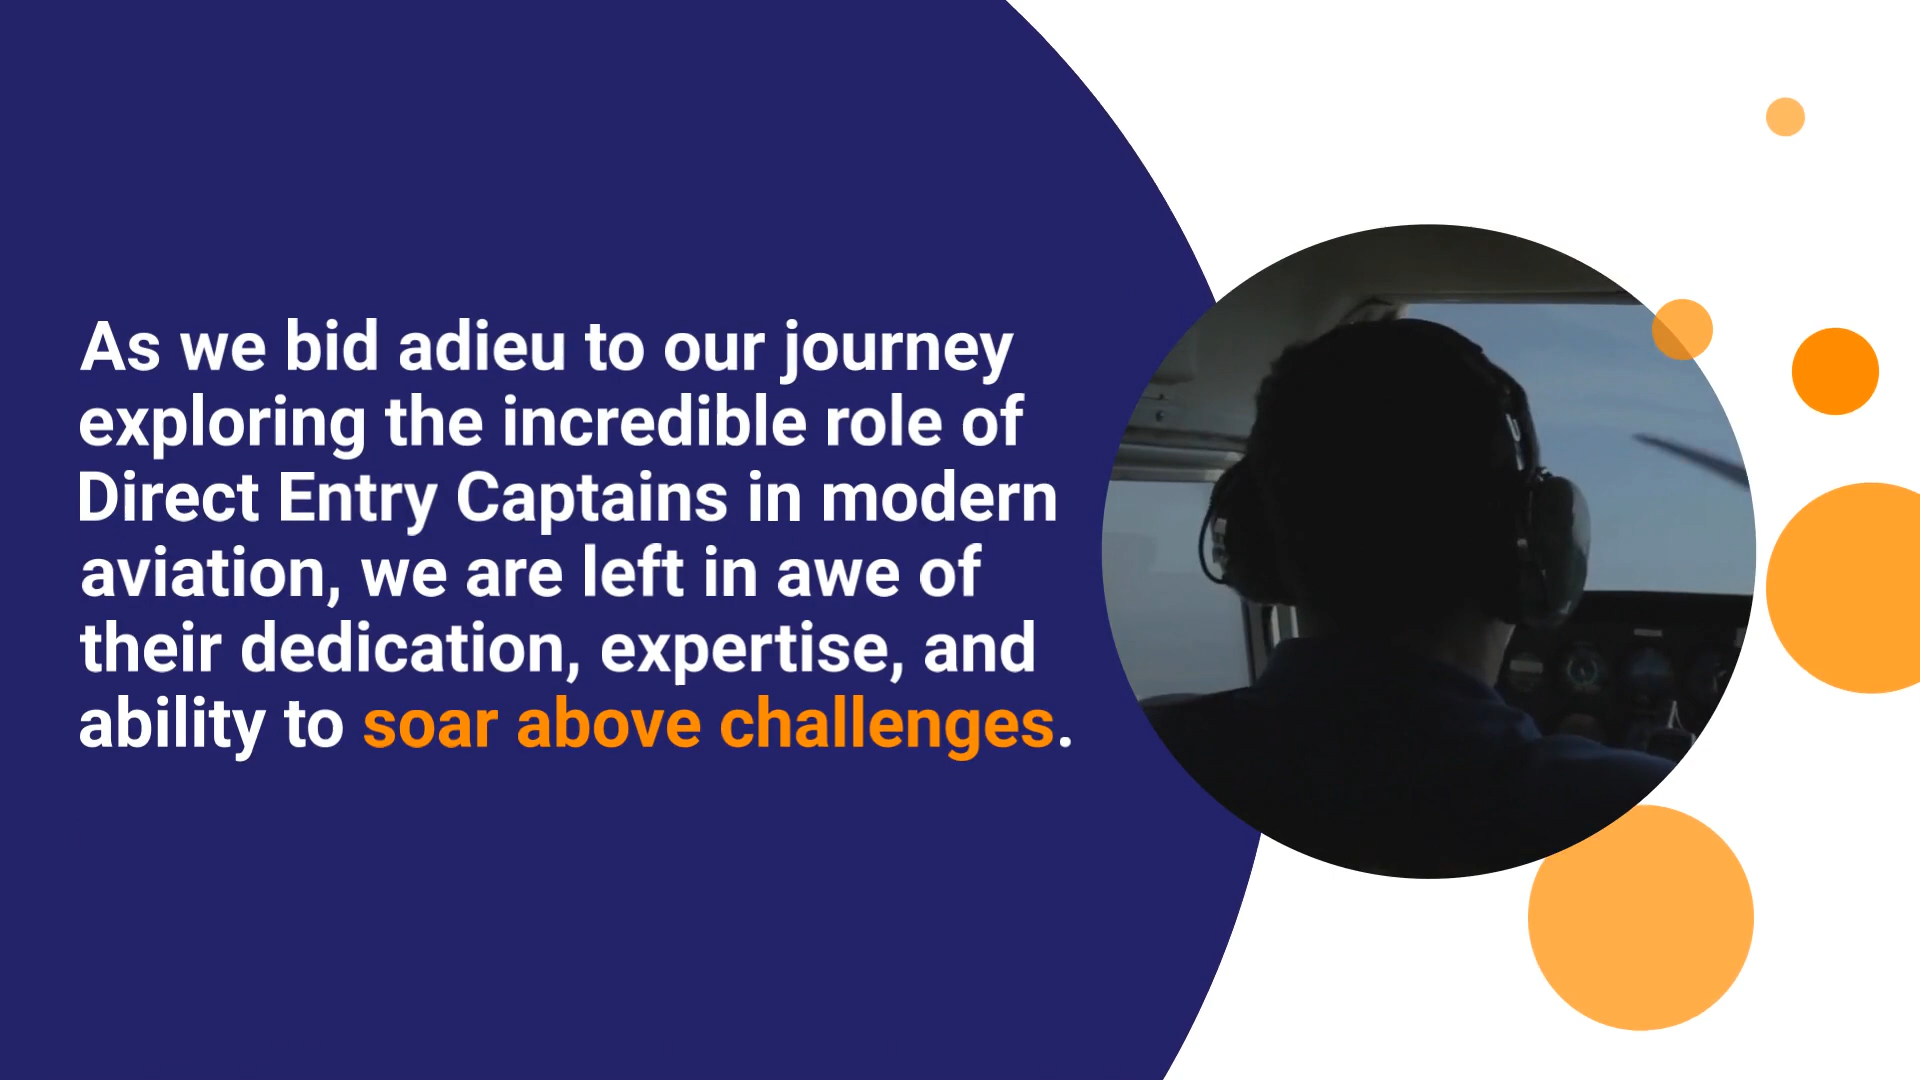 As we bid adieu to our journey
exploring the incredible role of
Direct Entry Captains in modern
aviation, we are left in awe of
their dedication, expertise, and
ability to soar above challenges.